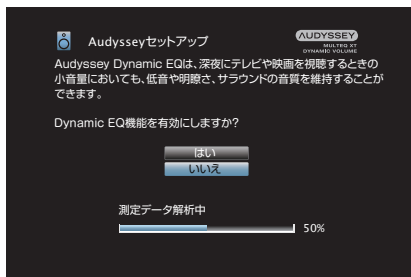 Audysseyセットアップ
AUDYSSEY
MULTEQ XT
DYNAMIC VOLUME
Audyssey Dynamic EQは、深夜にテレビや映画を視聴するときの
小音量においても、低音や明瞭さ、サラウンドの音質を維持することが
できます。
Dynamic EQ機能を有効にしますか?
はい
いいえ
測定データ解析中
50%